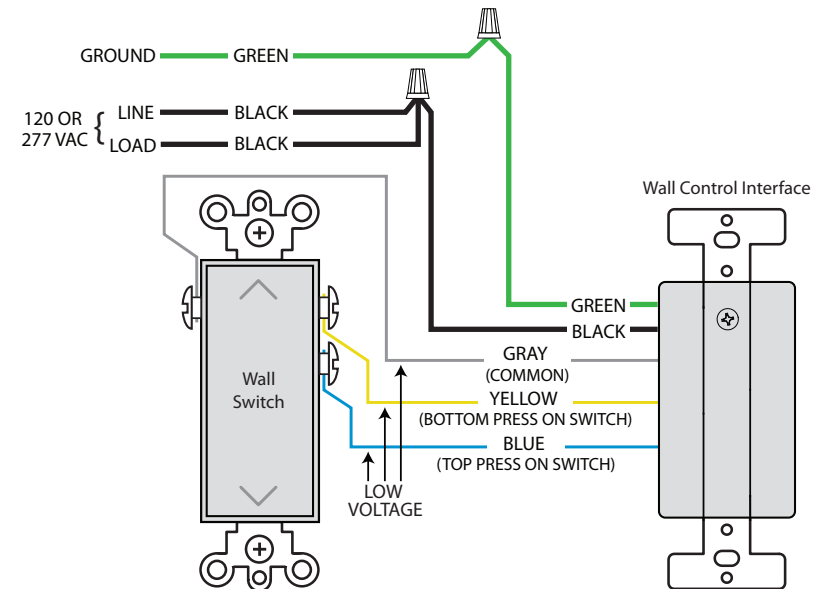 GROUND
GREEN
120 OR
277 VAC
{
LINE
BLACK
LOAD
BLACK
Wall Control Interface
GREEN
BLACK
GRAY
(COMMON)
YELLOW
(BOTTOM PRESS ON SWITCH)
BLUE
(TOP PRESS ON SWITCH)
Wall
Switch
LOW
VOLTAGE